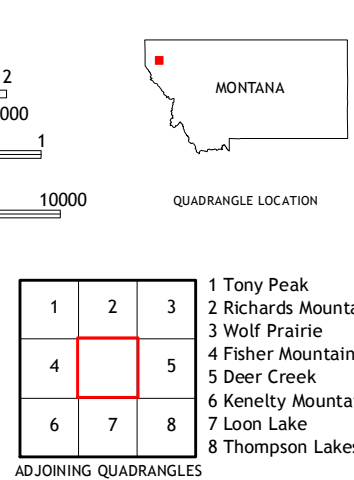 2
000
1
10000
MONTANA
QUADRANGLE LOCATION
1 2 3
4 5
6 7 8
ADJOINING QUADRANGLES
1 Tony Peak
2 Richards Mounta
3 Wolf Prairie
4 Fisher Mountain
5 Deer Creek
6 Kenelty Mountai
7 Loon Lake
8 Thompson Lakes